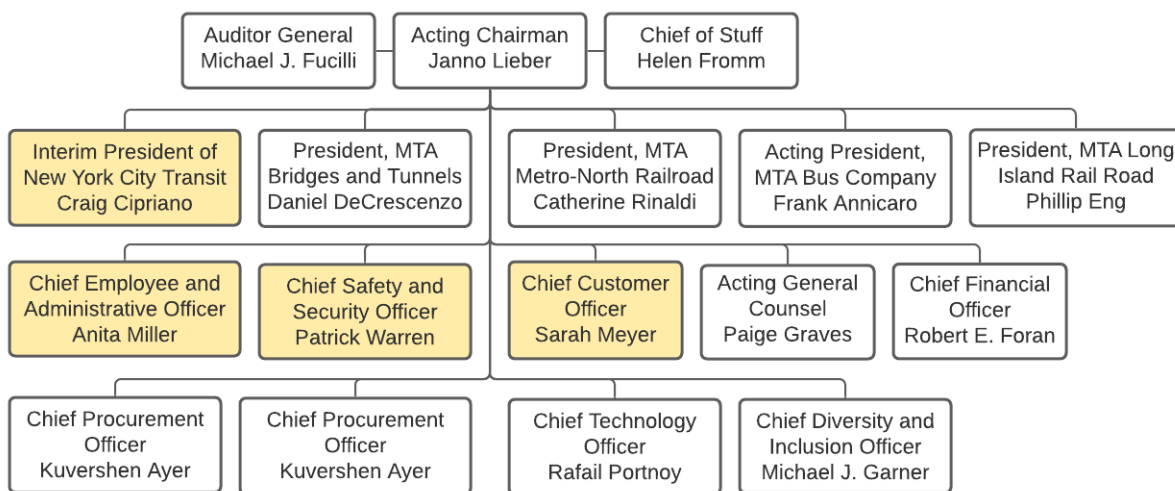 Auditor General
Michael J. Fucilli
Acting Chairman
Janno Lieber
Chief of Stuff
Helen Fromm
Interim President of
New York City Transit
Craig Cipriano
President, MTA
Bridges and Tunnels
Daniel DeCrescenzo
President, MTA
Metro-North Railroad
Catherine Rinaldi
Acting President,
MTA Bus Company
Frank Annicaro
President, MTA Long
Island Rail Road
Phillip Eng
Chief Employee and
Administrative Officer
Anita Miller
Chief Safety and
Security Officer
Patrick Warren
Chief Customer
Officer
Sarah Meyer
Acting General
Counsel
Paige Graves
Chief Financial
Officer
Robert E. Foran
Chief Procurement
Officer
Kuvershen Ayer
Chief Procurement
Officer
Kuvershen Ayer
Chief Technology
Officer
Rafail Portnoy
Chief Diversity and
Inclusion Officer
Michael J. Garner